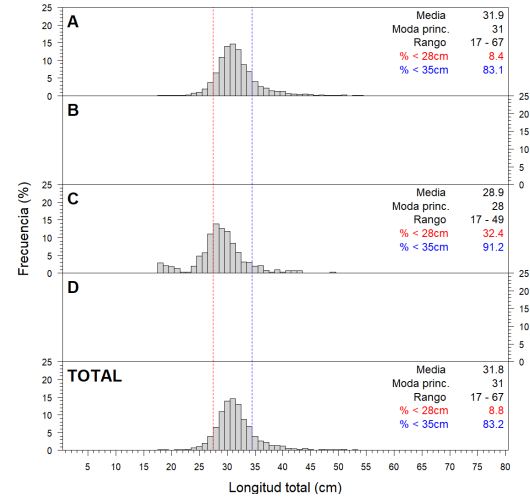 Frecuencia (%)
A
Media 31.9
Moda princ. 31
Rango 17 - 67
% < 28cm 8.4
% < 35cm 83.1
25
20
15
10
5
0
B
25
20
15
10
5
0
C
Media 28.9
Moda princ. 28
Rango 17 - 49
% < 28cm 32.4
% < 35cm 91.2
25
20
15
10
5
0
D
25
20
15
10
5
0
TOTAL
Media 31.8
Moda princ. 31
Rango 17 - 67
% < 28cm 8.8
% < 35cm 83.2
25
20
15
10
5
0
5 10 15 20 25 30 35 40 45 50 55 60 65 70 75 80
Longitud total (cm)